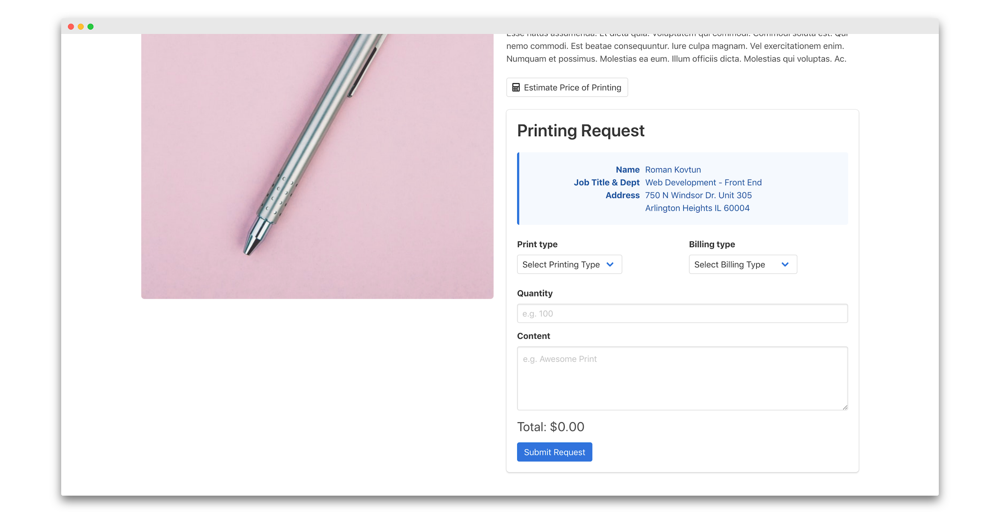 Esse natus assumenda. Et dicta quia. Voluptatem qui commodi. Commodi soluta est. Qui
nemo commodi. Est beatae consequuntur. Iure culpa magnam. Vel exercitationem enim.
Numquam et possimus. Molestias ea eum. Illum officiis dicta. Molestias qui voluptas. Ac.
Estimate Price of Printing
Printing Request
Name Roman Kovtun
Job Title & Dept Web Development - Front End
Address 750 N Windsor Dr. Unit 305
Arlington Heights IL 60004
Print type Billing type
Select Printing Type Select Billing Type
Quantity
e.g. 100
Content
e.g. Awesome Print
Total: $0.00
Submit Request